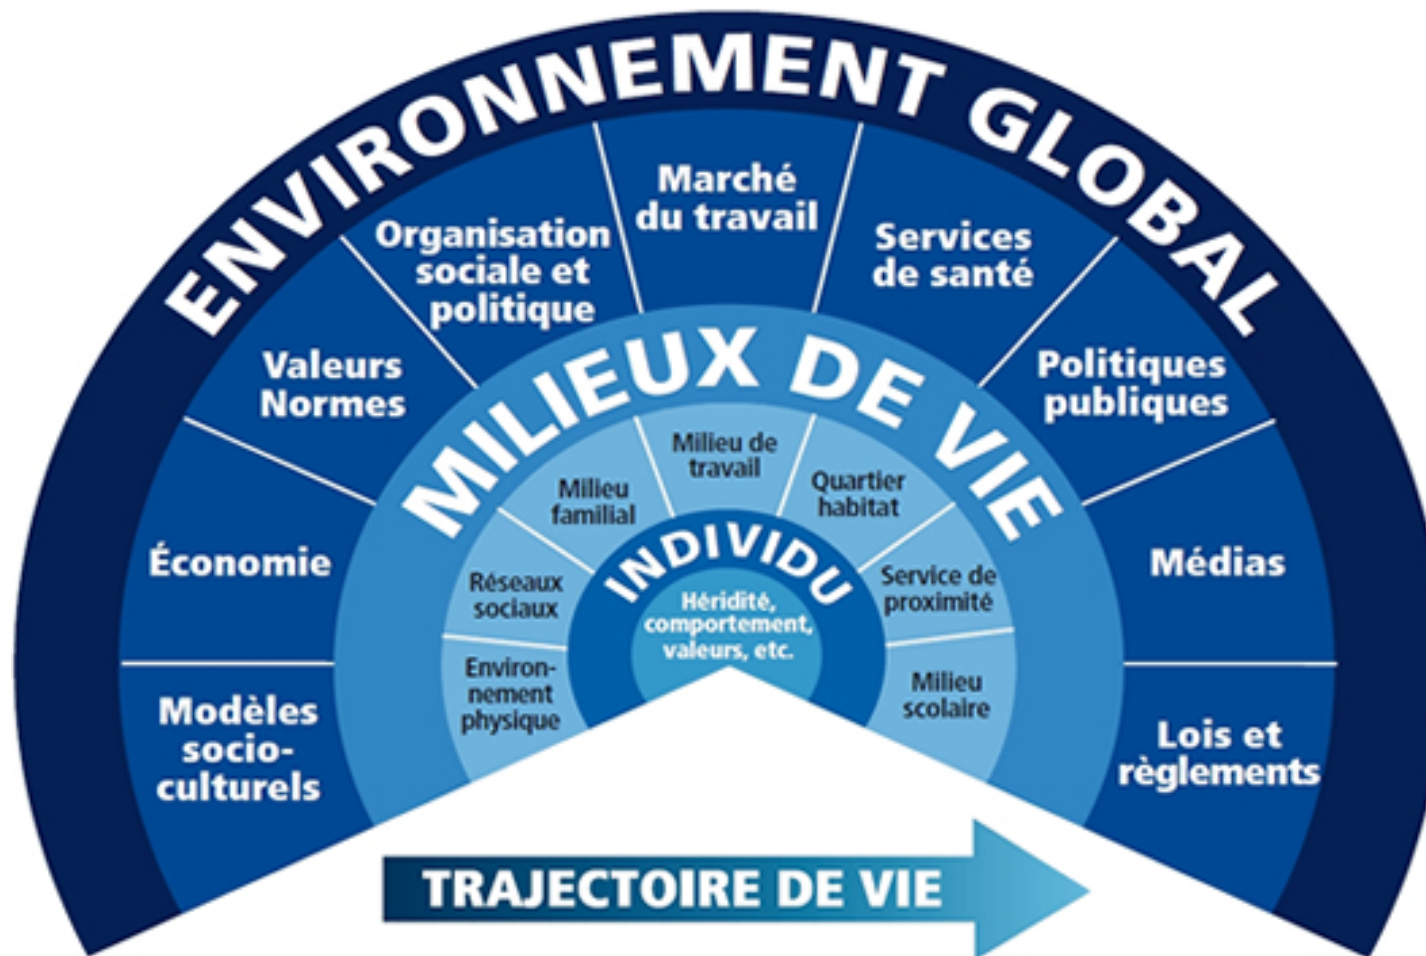 ENVIRONNEMENT GLOBAL
Modèles
socio-
culturels
Économie
Valeurs
Normes
Organisation
sociale et
politique
Marché
du travail
Services
de santé
Politiques
publiques
Médias
Lois et
règlements
MILIEUX DE VIE
Environ-
nement
physique
Réseaux
sociaux
Milieu
familial
Milieu de
travail
Quartier
habitat
Service de
proximité
Milieu
scolaire
INDIVIDU
Héridité,
comportement,
valeurs, etc.
TRAJECTOIRE DE VIE